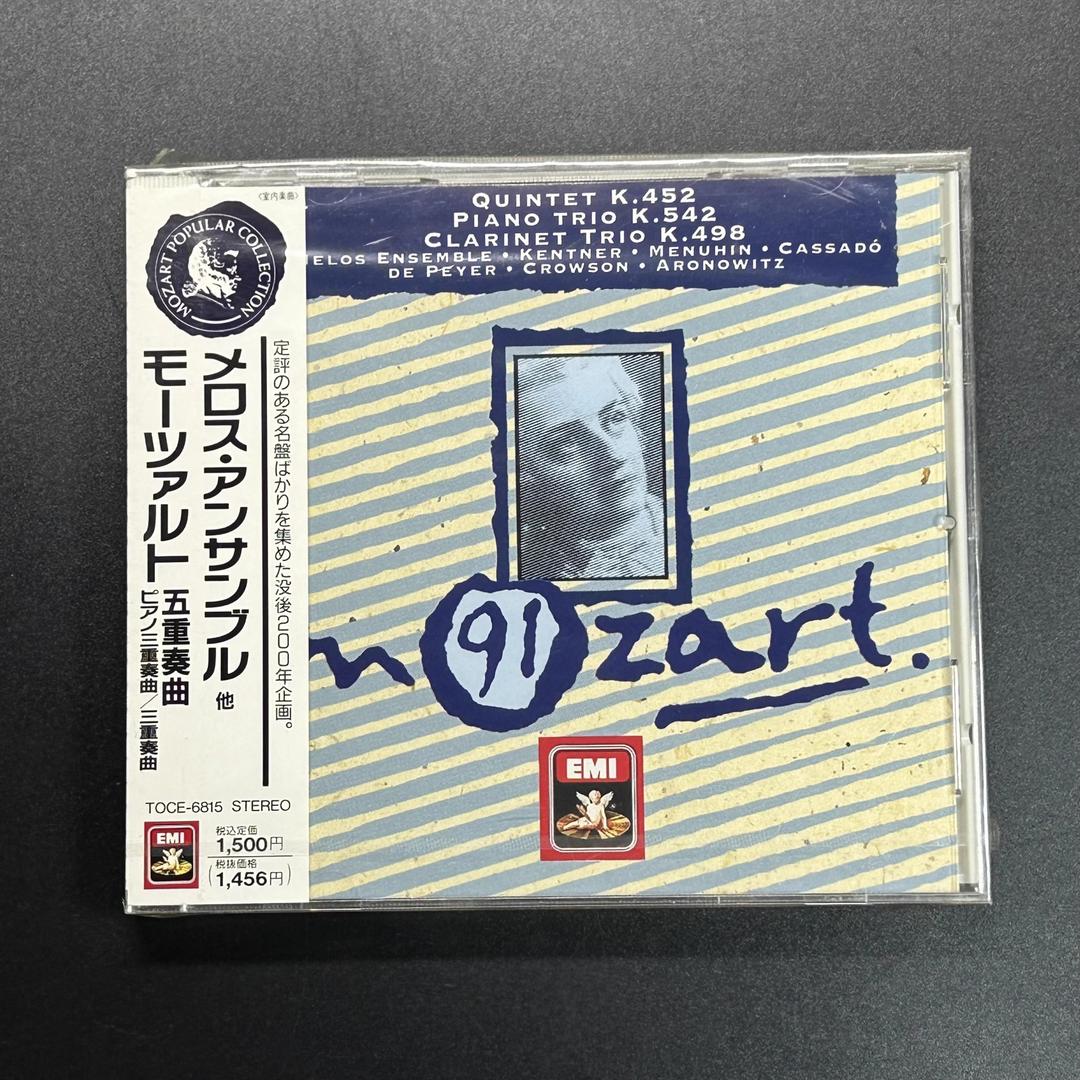 〈室内楽曲〉
MOZART POPULAR COLLECTION
定評のある名盤ばかりを集めた没後200年企画。
メロス・アンサンブル 他
モーツァルト 五重奏曲
ピアノ三重奏曲/三重奏曲
TOCE-6815 STEREO
EMI
税込定価
1,500円
(税抜価格
1,456円)
QUINTET K.452
PIANO TRIO K.542
CLARINET TRIO K.498
ELOS ENSEMBLE • KENTNER • MENUHIN • CASSADÓ
DE PEYER • CROWSON • ARONOWITZ
m91zart.
EMI